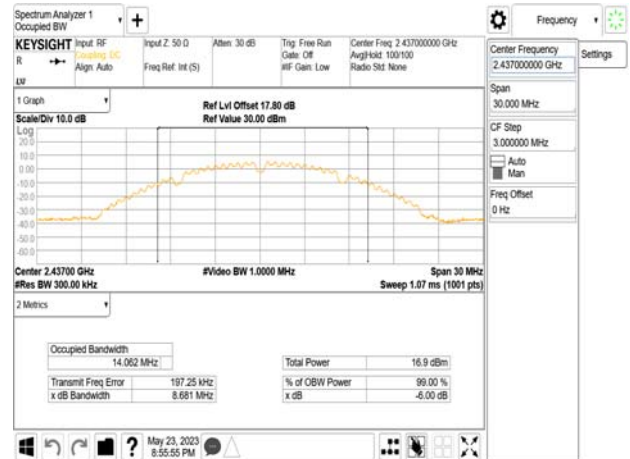 Spectrum Analyzer 1
Occupied BW
Frequency
KEYSIGHT
R
LU
Input: RF
Coupling: DC
Align: Auto
Input Z: 50 Ω
Freq Ref: Int (S)
Atten: 30 dB
Trig: Free Run
Gate: Off
#IF Gain: Low
Center Freq: 2.437000000 GHz
Avg|Hold: 100/100
Radio Std: None
Center Frequency
2.437000000 GHz
Settings
Span
30.000 MHz
CF Step
3.000000 MHz
Auto
Man
Freq Offset
0 Hz
1 Graph
Scale/Div 10.0 dB
Ref Lvl Offset 17.80 dB
Ref Value 30.00 dBm
Log
20.0
10.0
0.00
-10.0
-20.0
-30.0
-40.0
-50.0
-60.0
Center 2.43700 GHz
#Res BW 300.00 kHz
#Video BW 1.0000 MHz
Span 30 MHz
Sweep 1.07 ms (1001 pts)
2 Metrics
Occupied Bandwidth
14.062 MHz
Total Power 16.9 dBm
Transmit Freq Error 197.25 kHz
% of OBW Power 99.00 %
x dB Bandwidth 8.681 MHz
x dB -6.00 dB
?
May 23, 2023
8:55:55 PM